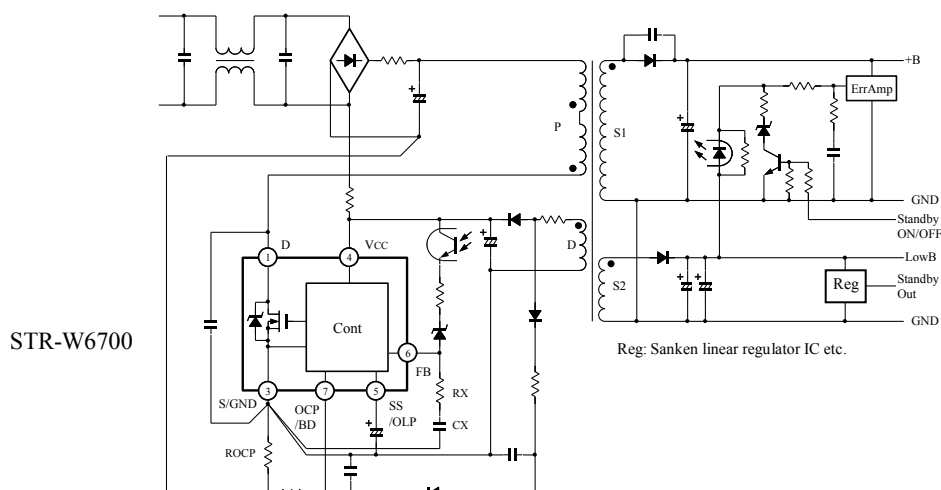 +B
ErrAmp
P
S1
GND
Standby
ON/OFF
D
VCC
D
LowB
1
4
S2
Reg
Standby
Out
Cont
GND
STR-W6700
6
Reg: Sanken linear regulator IC etc.
FB
3
7
5
S/GND
OCP
/BD
SS
/OLP
RX
CX
ROCP